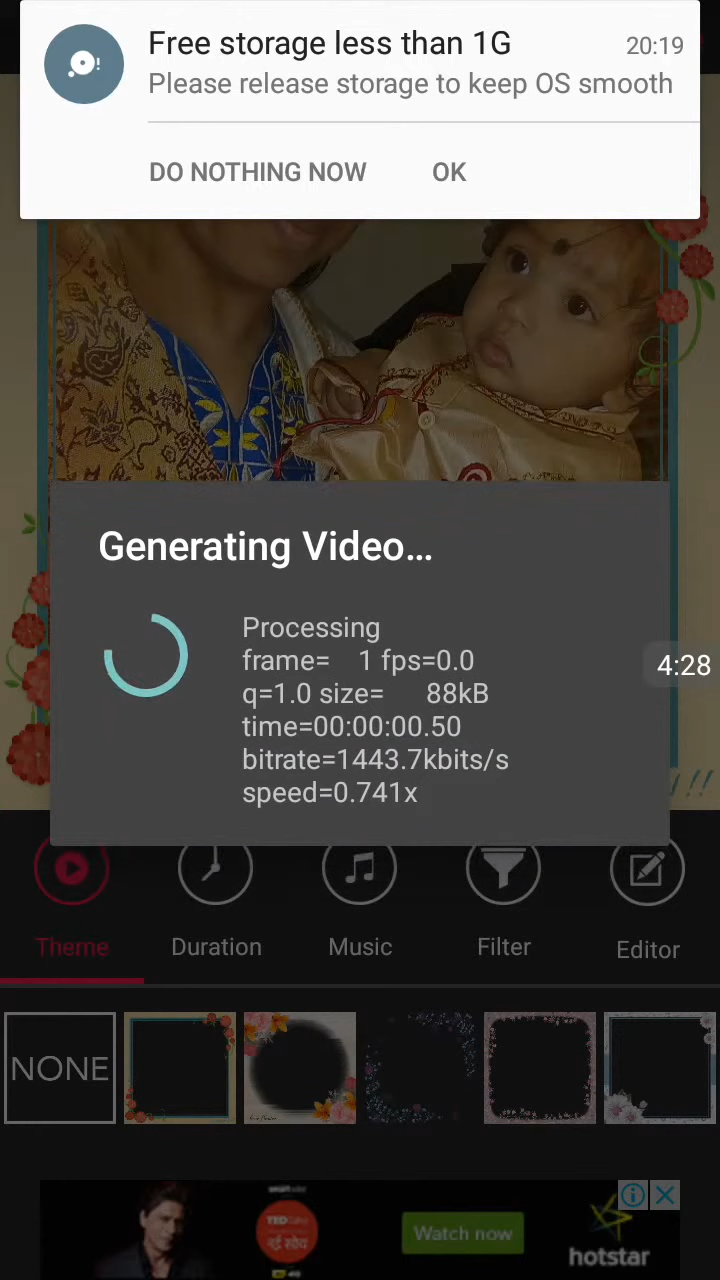 Free storage less than 1G 20:19
Please release storage to keep OS smooth
DO NOTHING NOW OK
Generating Video...
Processing
frame= 1 fps=0.0
q=1.0 size= 88kB
time=00:00:00.50
bitrate=1443.7kbits/s
speed=0.741x
4:28
!!
Theme Duration Music Filter Editor
NONE
TED
नई सोच
Watch now
hotstar